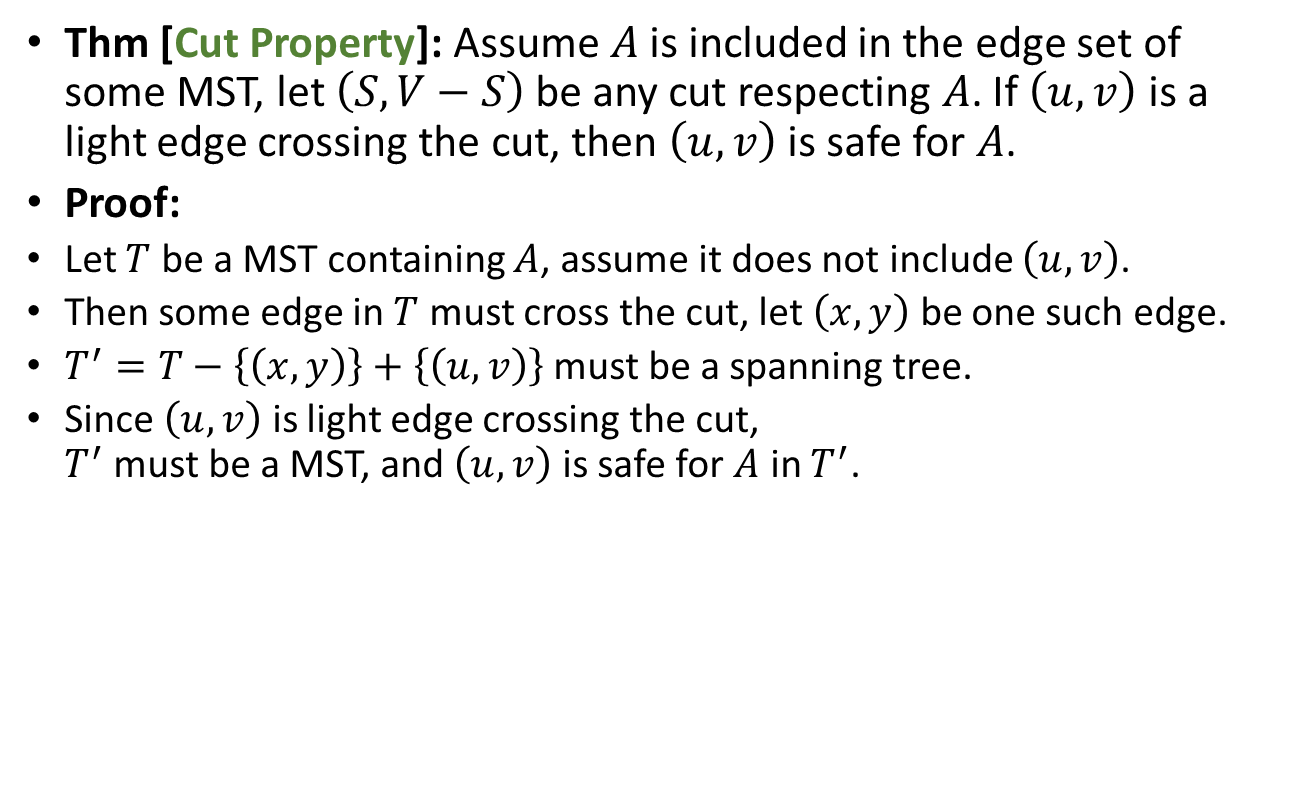 • Thm [Cut Property]: Assume 𝐴 is included in the edge set of
some MST, let (𝑆, 𝑉 − 𝑆) be any cut respecting 𝐴. If (𝑢, 𝑣) is a
light edge crossing the cut, then (𝑢, 𝑣) is safe for 𝐴.
• Proof:
• Let 𝑇 be a MST containing 𝐴, assume it does not include (𝑢, 𝑣).
• Then some edge in 𝑇 must cross the cut, let (𝑥, 𝑦) be one such edge.
• 𝑇′ = 𝑇 − {(𝑥, 𝑦)} + {(𝑢, 𝑣)} must be a spanning tree.
• Since (𝑢, 𝑣) is light edge crossing the cut,
𝑇′ must be a MST, and (𝑢, 𝑣) is safe for 𝐴 in 𝑇′.